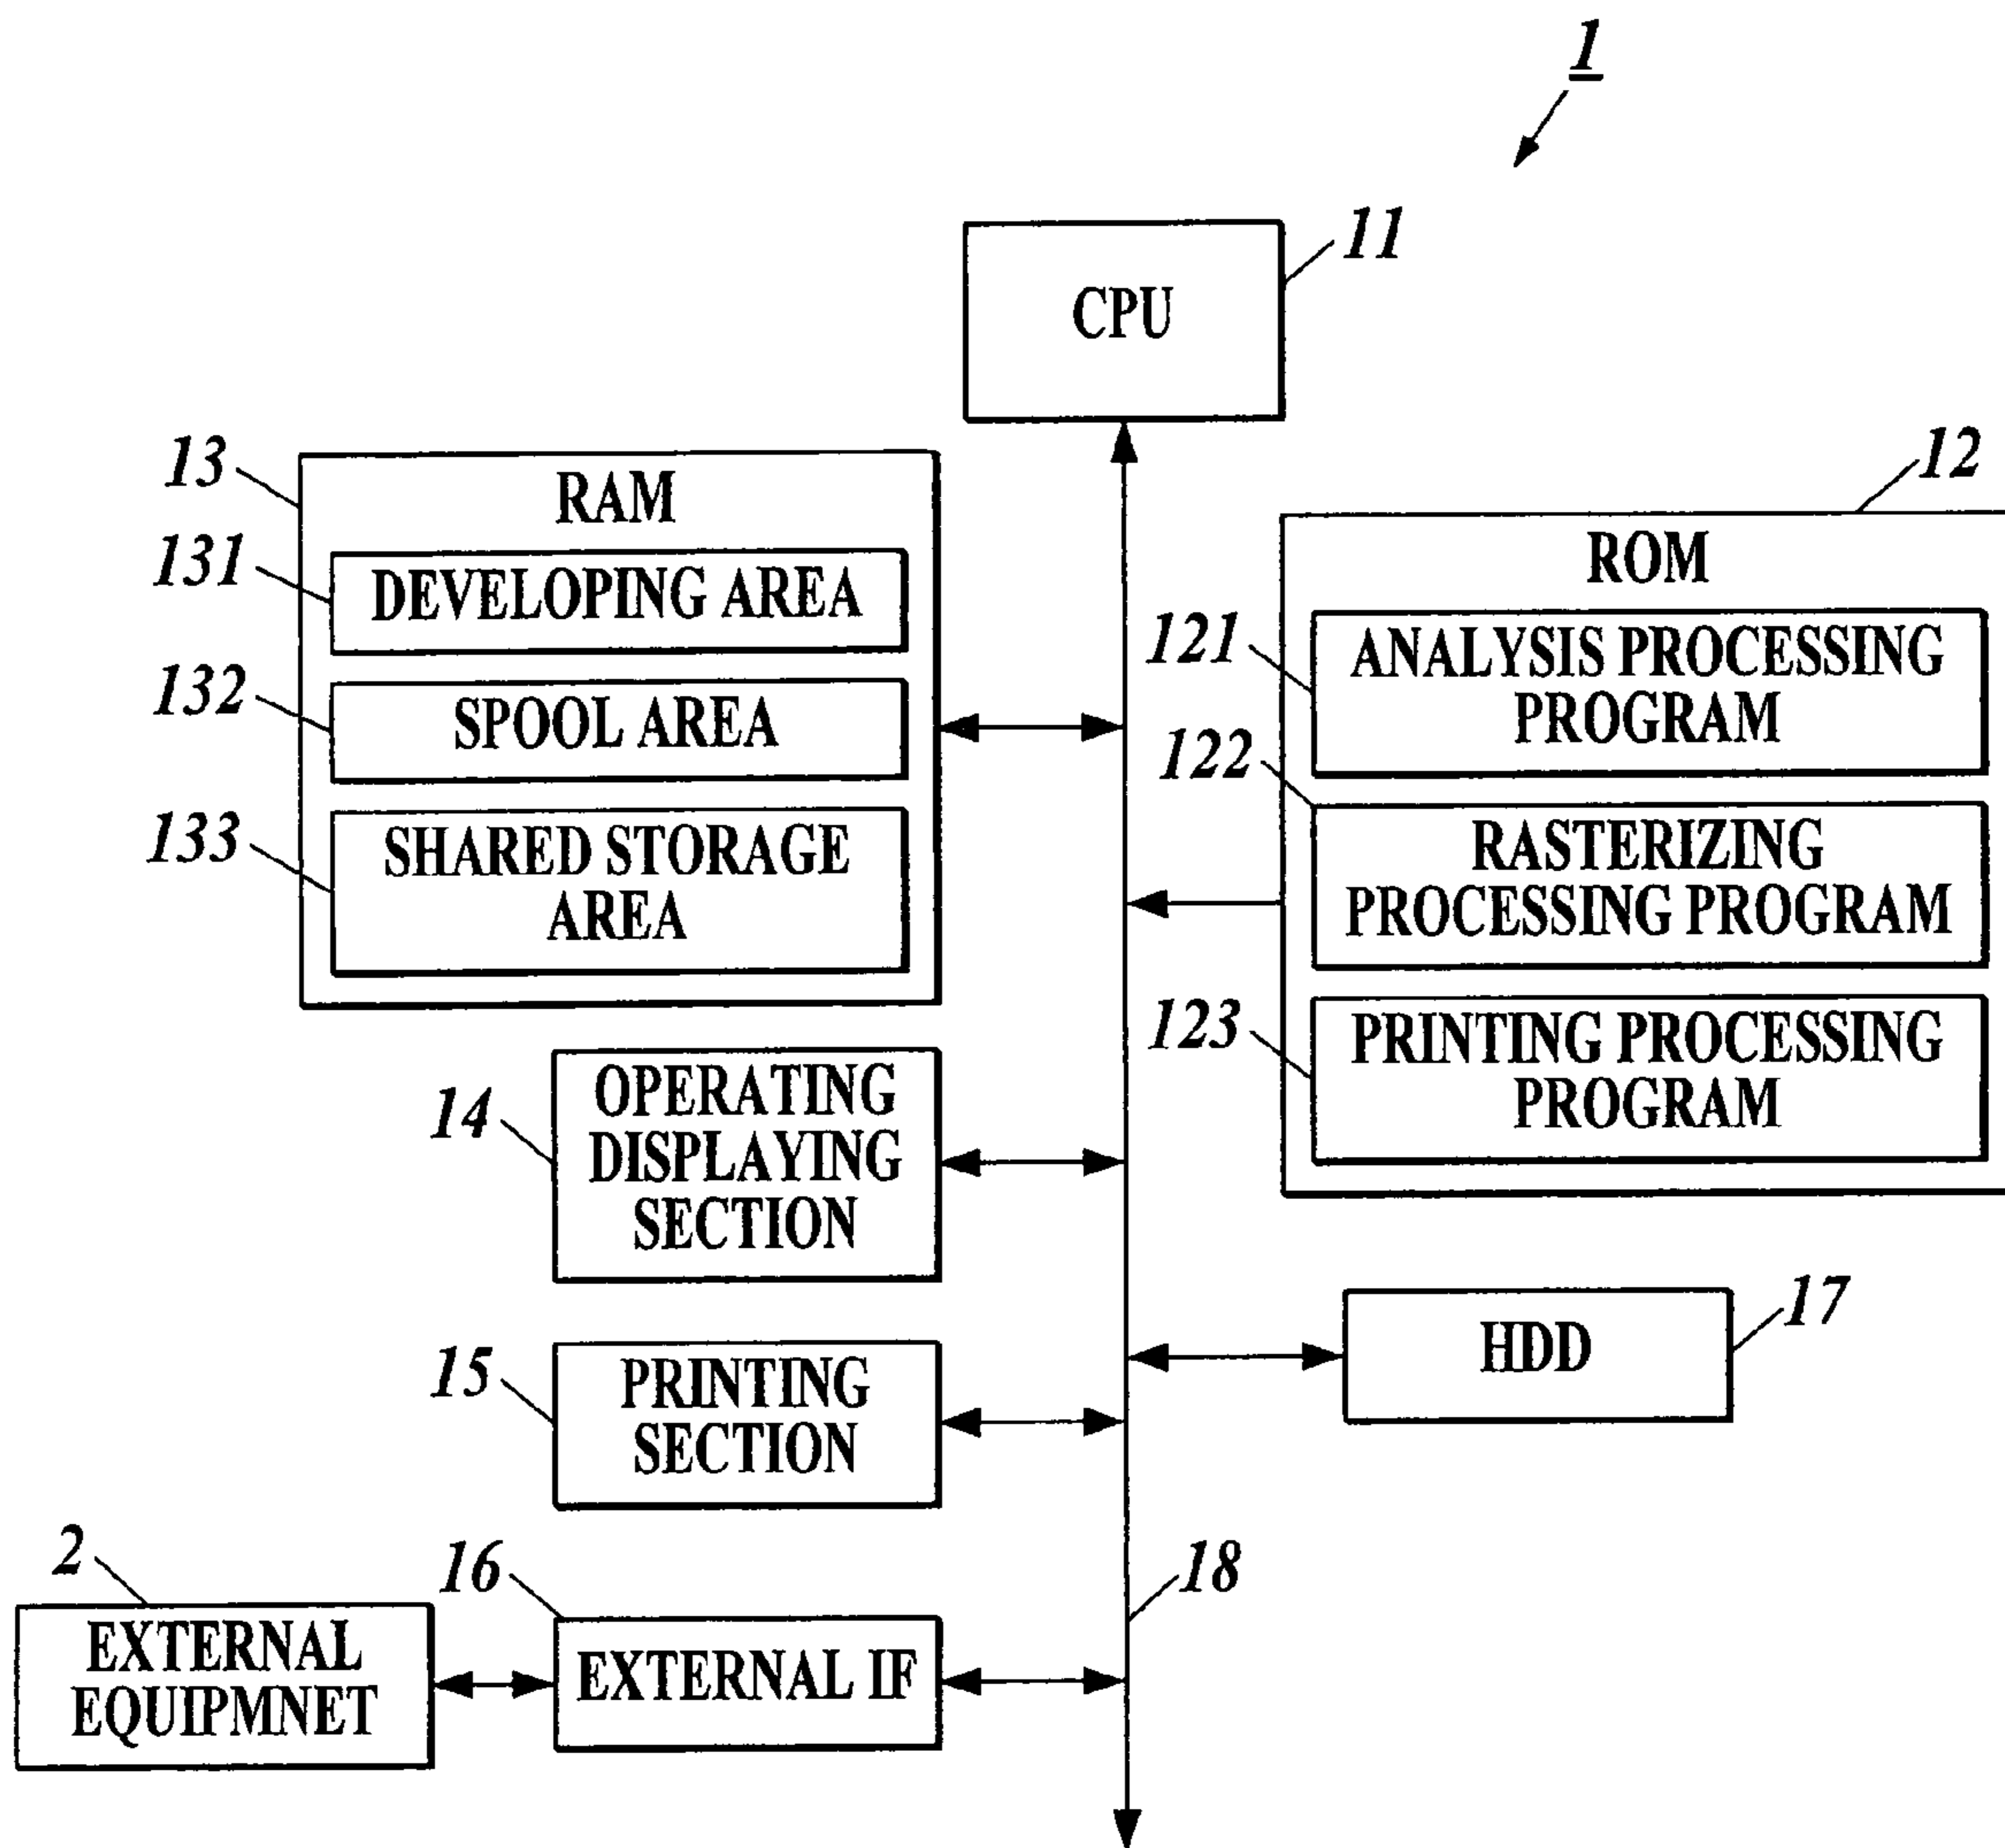 1
11
CPU
13
RAM
131
DEVELOPING AREA
132
SPOOL AREA
133
SHARED STORAGE
AREA
12
ROM
121
ANALYSIS PROCESSING
PROGRAM
122
RASTERIZING
PROCESSING PROGRAM
123
PRINTING PROCESSING
PROGRAM
14
OPERATING
DISPLAYING
SECTION
17
HDD
15
PRINTING
SECTION
2
EXTERNAL
EQUIPMNET
16
EXTERNAL IF
18